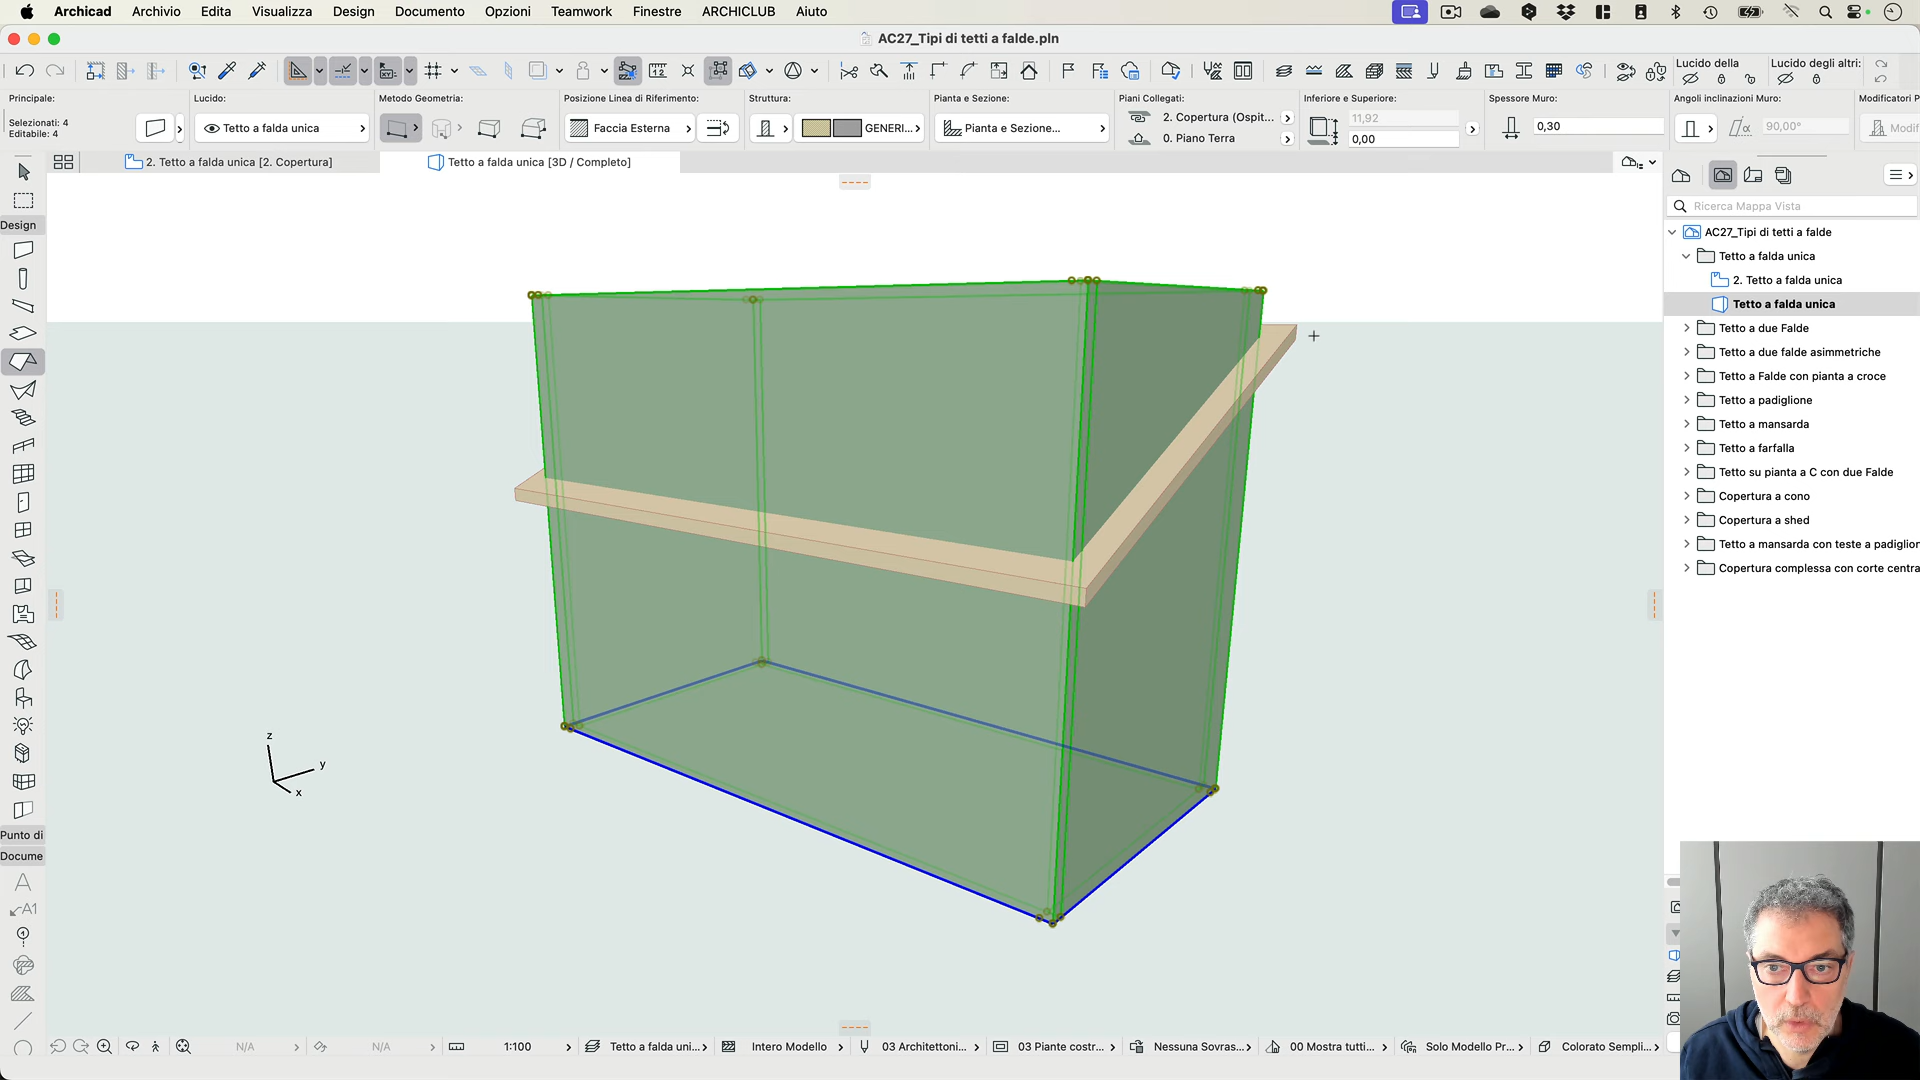 Archicad Archivio Edita Visualizza Design Documento Opzioni Teamwork Finestre ARCHICLUB Aiuto
AC27_Tipi di tetti a falde.pln
Lucido della
Lucido degli altri:
Principale:
Selezionati: 4
Editabile: 4
Lucido:
Tetto a falda unica
Metodo Geometria:
Posizione Linea di Riferimento:
Faccia Esterna
Struttura:
GENERI...
Pianta e Sezione:
Pianta e Sezione...
Piani Collegati:
2. Copertura (Ospit...
0. Piano Terra
Inferiore e Superiore:
11,92
0,00
Spessore Muro:
0,30
Angoli inclinazioni Muro:
90,00°
Modificatori P
Modif
2. Tetto a falda unica [2. Copertura]
Tetto a falda unica [3D / Completo]
Design
Punto di
Docume
A
A1
z
y
x
Ricerca Mappa Vista
AC27_Tipi di tetti a falde
Tetto a falda unica
2. Tetto a falda unica
Tetto a falda unica
Tetto a due Falde
Tetto a due falde asimmetriche
Tetto a Falde con pianta a croce
Tetto a padiglione
Tetto a mansarda
Tetto a farfalla
Tetto su pianta a C con due Falde
Copertura a cono
Copertura a shed
Tetto a mansarda con teste a padiglior
Copertura complessa con corte centra
N/A
N/A
1:100
Tetto a falda uni...
Intero Modello
03 Architettoni...
03 Piante costr...
Nessuna Sovras...
00 Mostra tutti...
Solo Modello Pr...
Colorato Sempli...